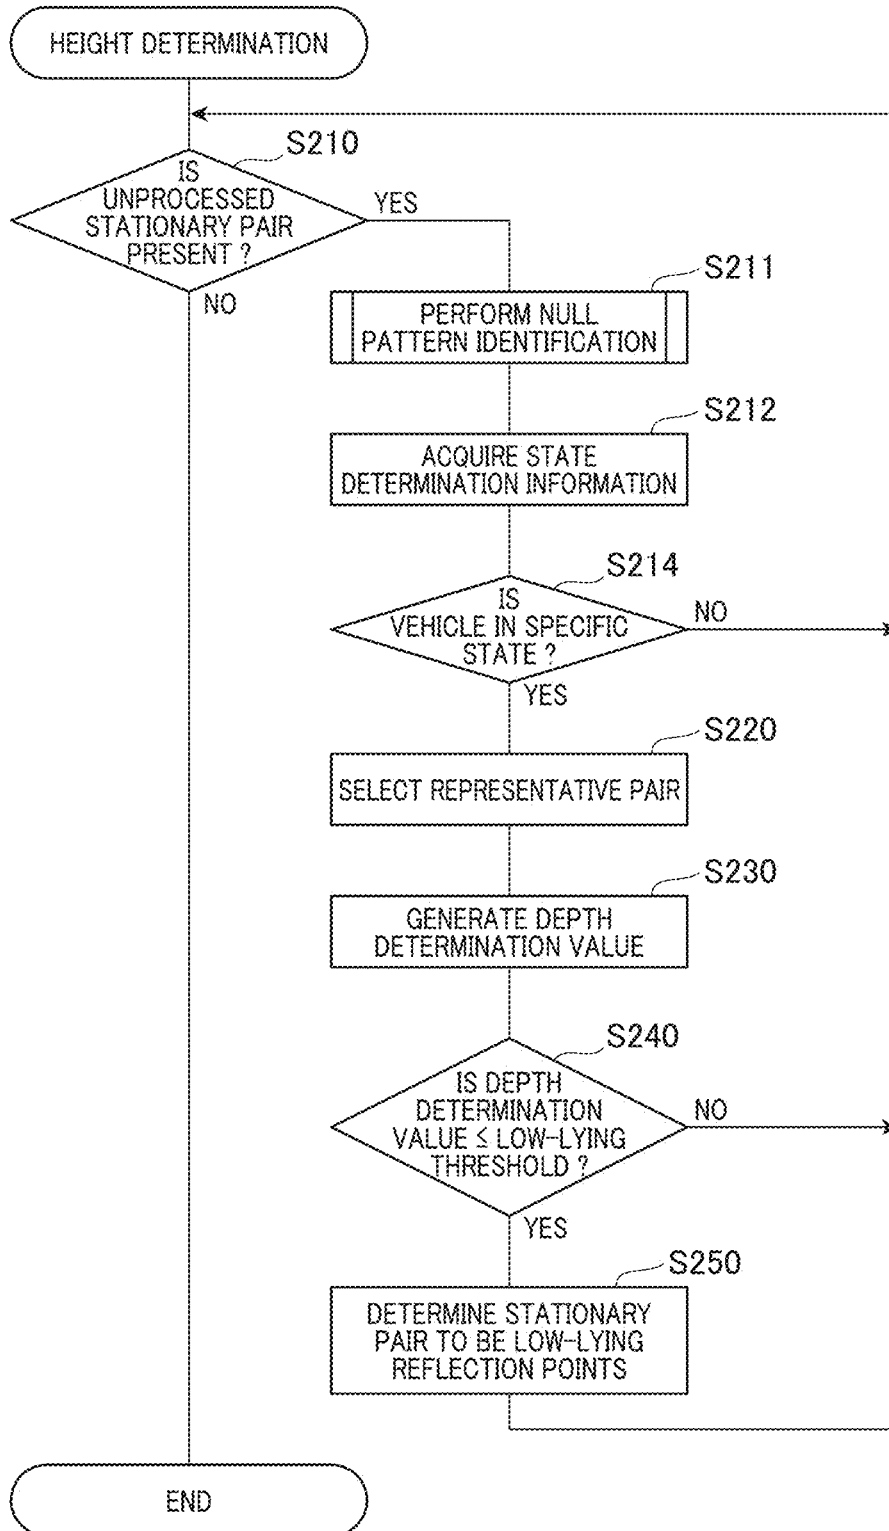 HEIGHT DETERMINATION
S210
IS
UNPROCESSED
STATIONARY PAIR
PRESENT ?
YES
NO
S211
PERFORM NULL
PATTERN IDENTIFICATION
S212
ACQUIRE STATE
DETERMINATION INFORMATION
S214
IS
VEHICLE IN SPECIFIC
STATE ?
NO
YES
S220
SELECT REPRESENTATIVE PAIR
S230
GENERATE DEPTH
DETERMINATION VALUE
S240
IS DEPTH
DETERMINATION
VALUE ≤ LOW-LYING
THRESHOLD ?
NO
YES
S250
DETERMINE STATIONARY
PAIR TO BE LOW-LYING
REFLECTION POINTS
END